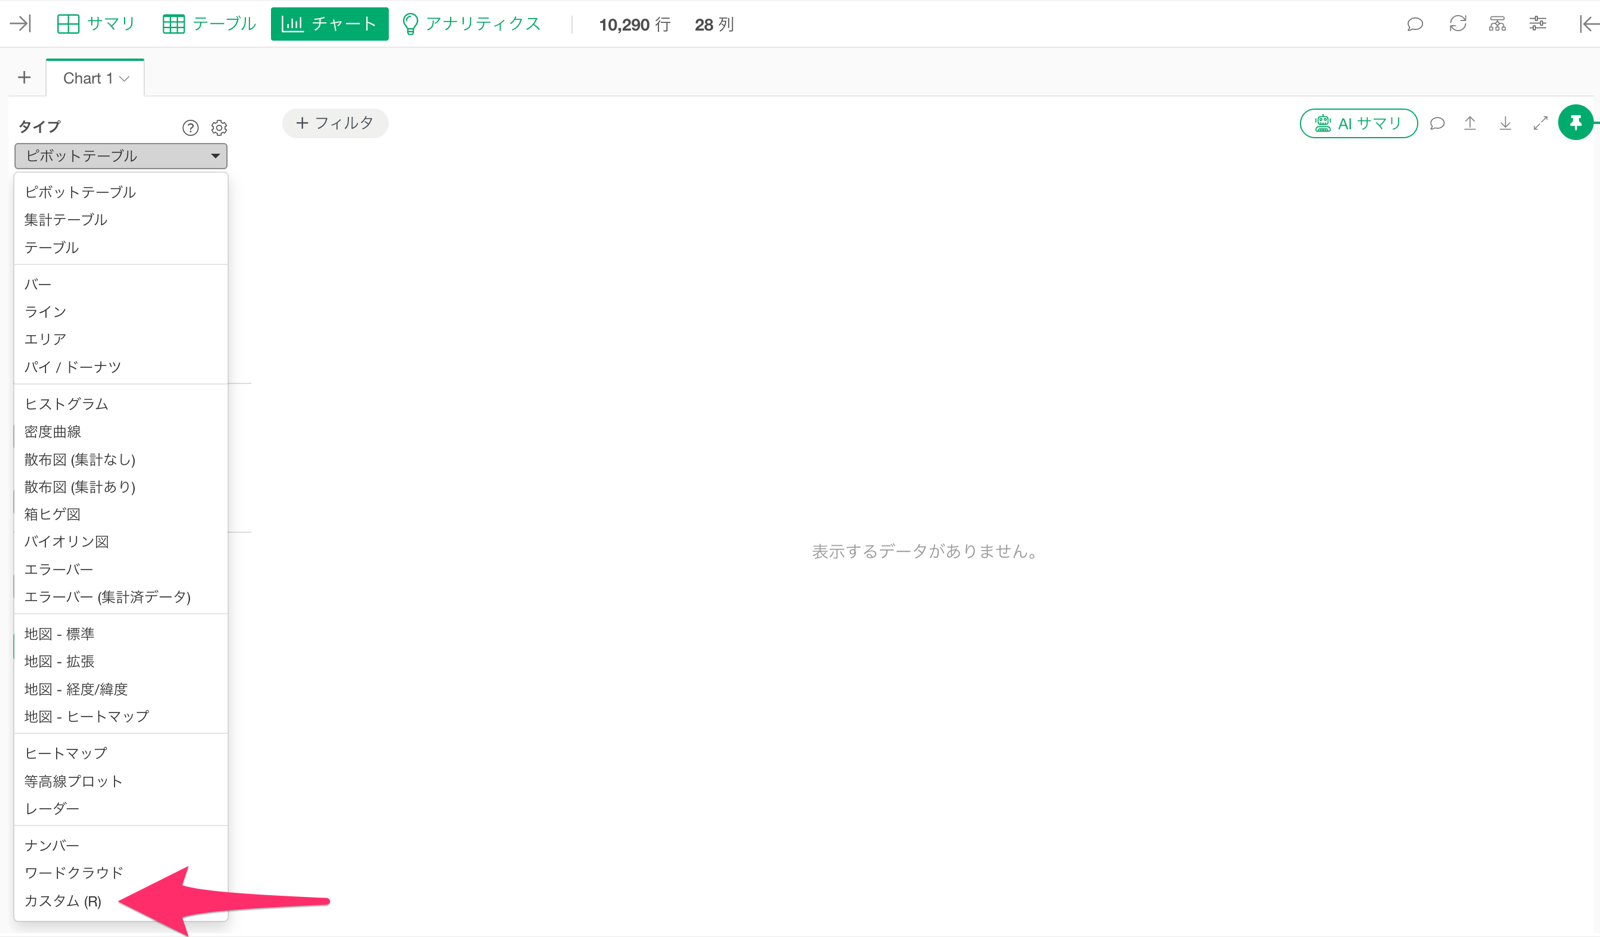 サマリ テーブル チャート アナリティクス 10,290 行 28 列
+ Chart 1
タイプ ?
+ フィルタ AI サマリ
ピボットテーブル
ピボットテーブル
集計テーブル
テーブル
バー
ライン
エリア
パイ / ドーナツ
ヒストグラム
密度曲線
散布図 (集計なし)
散布図 (集計あり)
箱ヒゲ図
バイオリン図
エラーバー
エラーバー (集計済データ)
地図 - 標準
地図 - 拡張
地図 - 経度/緯度
地図 - ヒートマップ
ヒートマップ
等高線プロット
レーダー
ナンバー
ワードクラウド
カスタム (R)
表示するデータがありません。